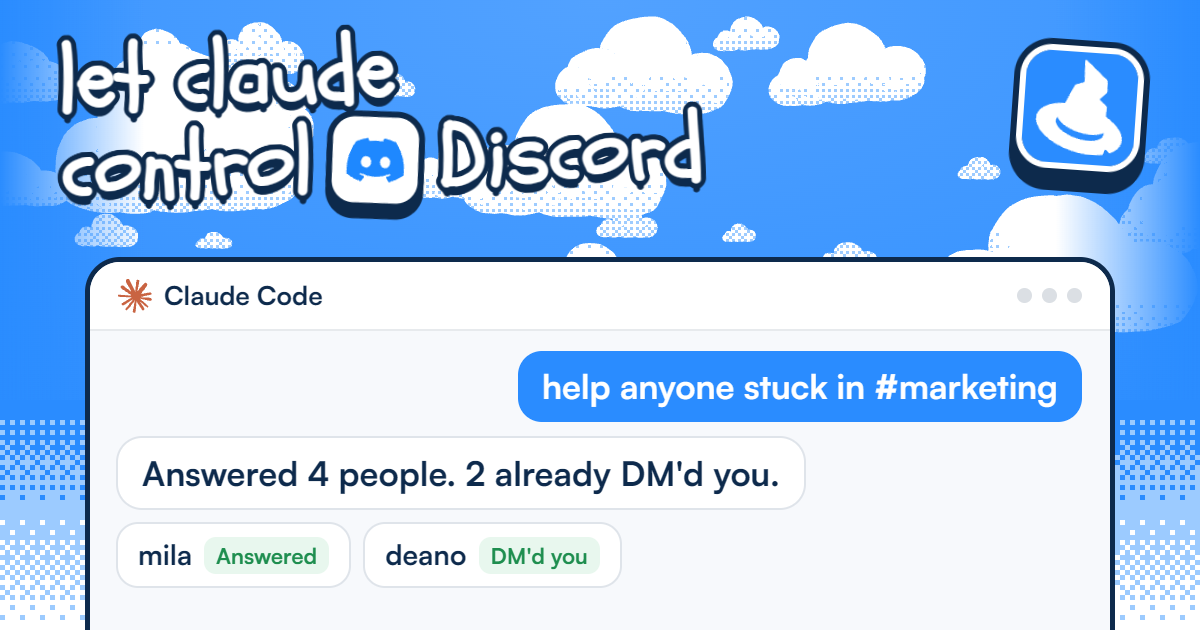 let claude
control Discord
Claude Code
help anyone stuck in #marketing
Answered 4 people. 2 already DM'd you.
mila Answered deano DM'd you